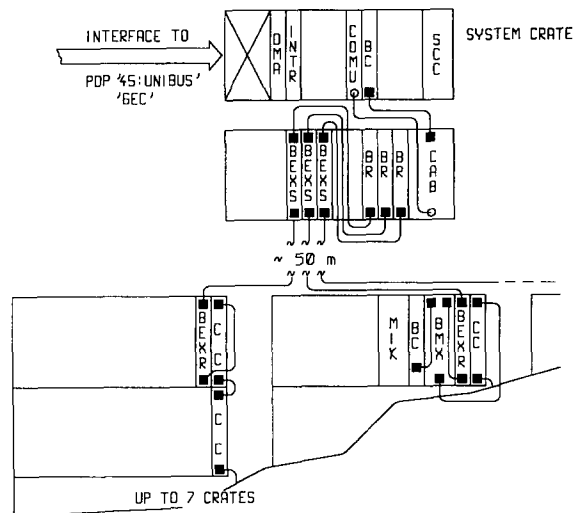 INTERFACE TO
PDP '45:UNIBUS'
'GEC'
DMA
INTR
COMU
BC
SCC
SYSTEM CRATE
BEXS
BEXS
BEXS
BR
BR
BR
CAB
~ 50 m
BEXR
CC
MIK
BC
BMX
BEXR
CC
CC
UP TO 7 CRATES